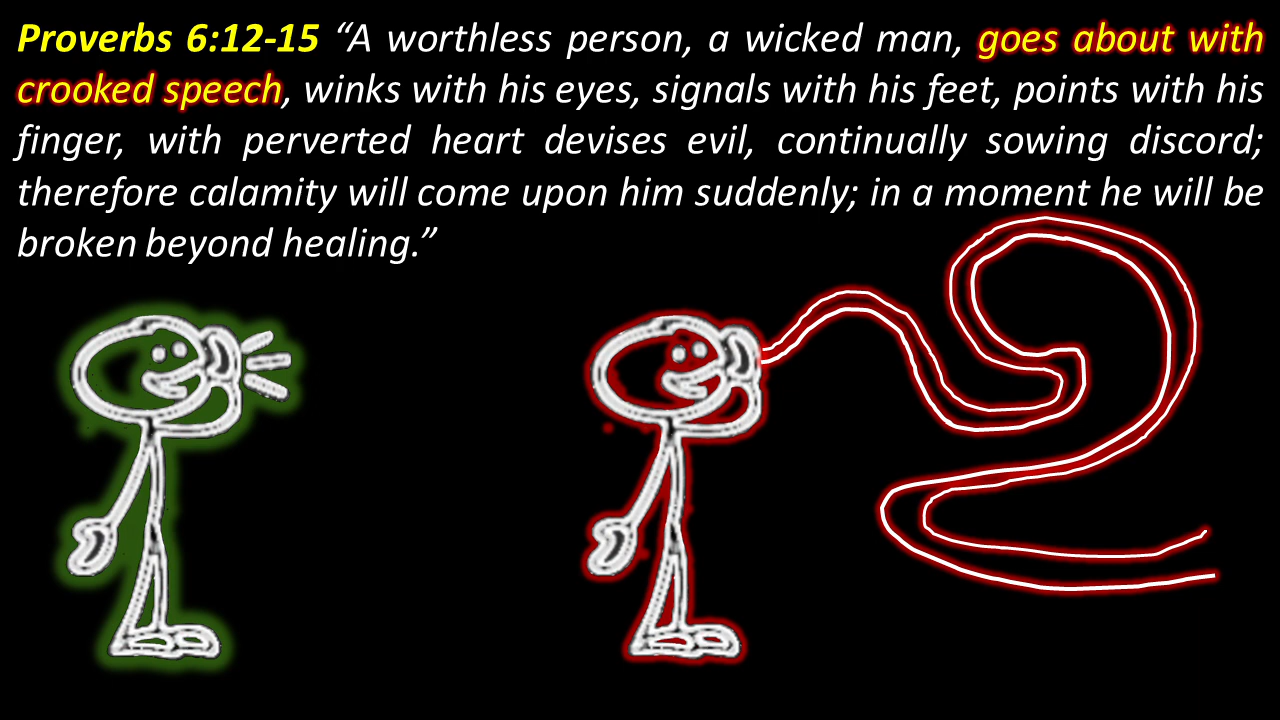 Proverbs 6:12-15 “A worthless person, a wicked man, goes about with
crooked speech, winks with his eyes, signals with his feet, points with his
finger, with perverted heart devises evil, continually sowing discord;
therefore calamity will come upon him suddenly; in a moment he will be
broken beyond healing.”